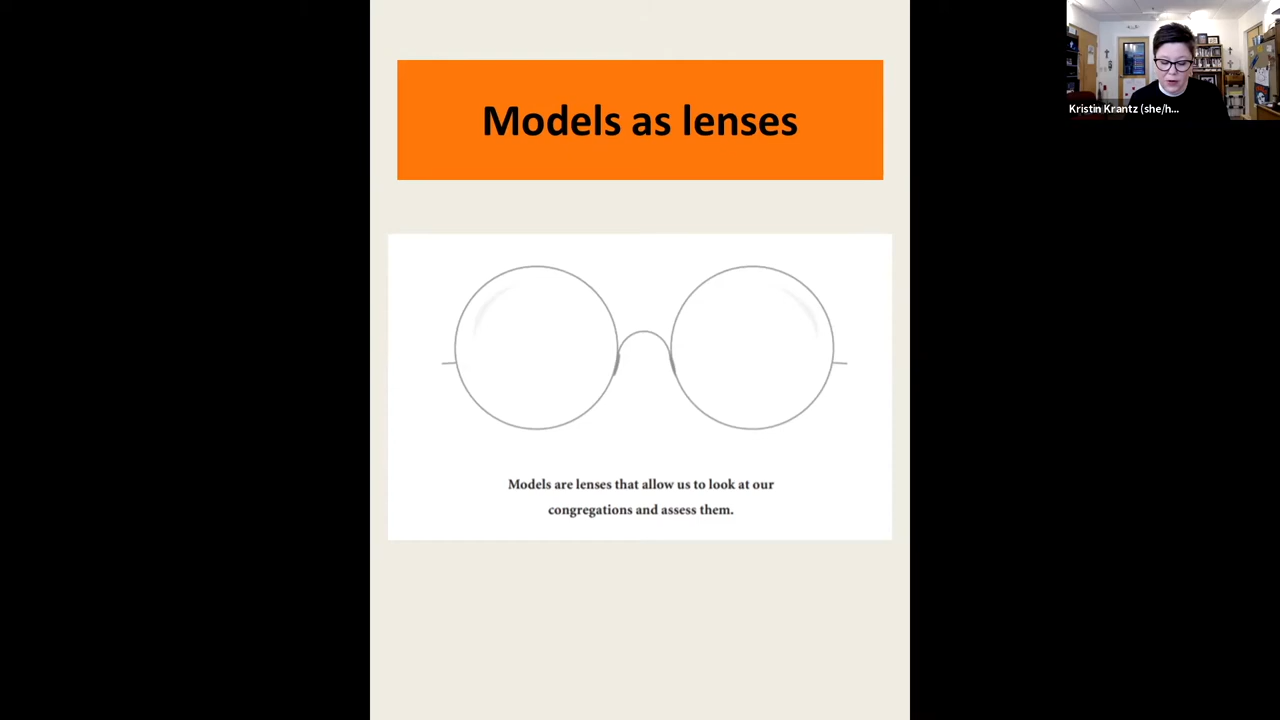 Models as lenses
Kristin Krantz (she/h...
Models are lenses that allow us to look at our
congregations and assess them.